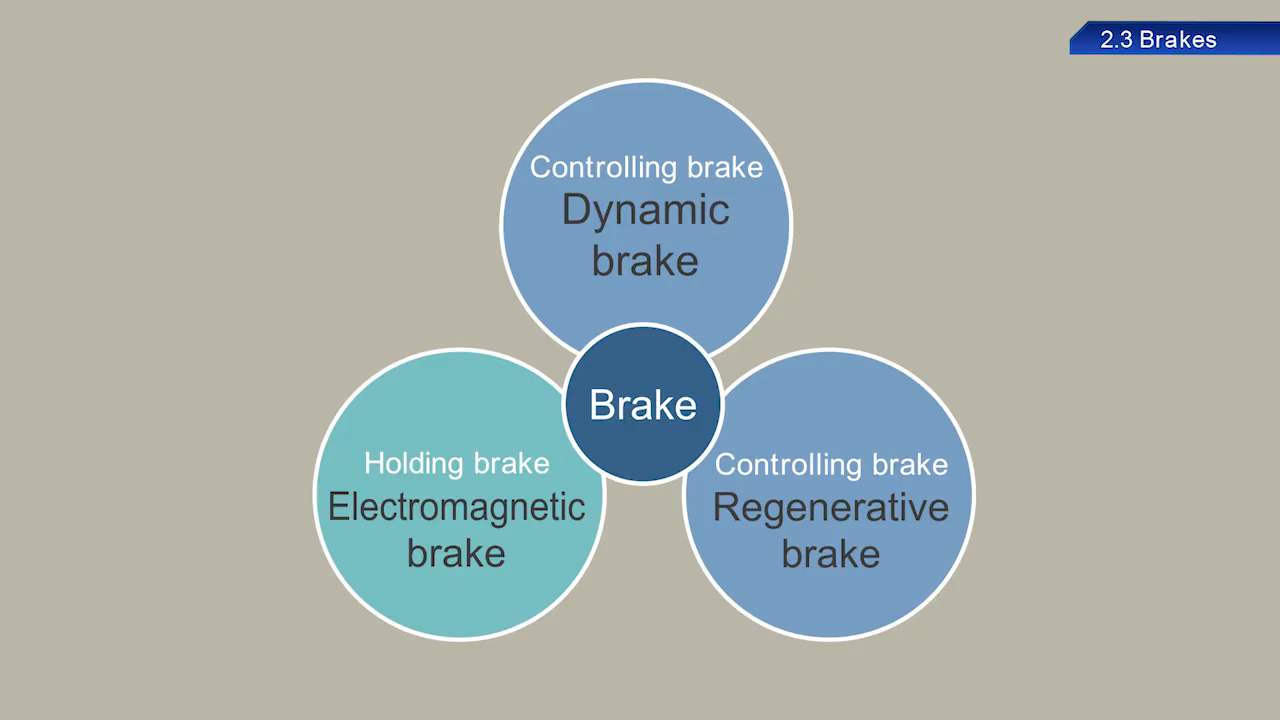 2.3 Brakes
Controlling brake
Dynamic
brake
Brake
Holding brake
Electromagnetic
brake
Controlling brake
Regenerative
brake